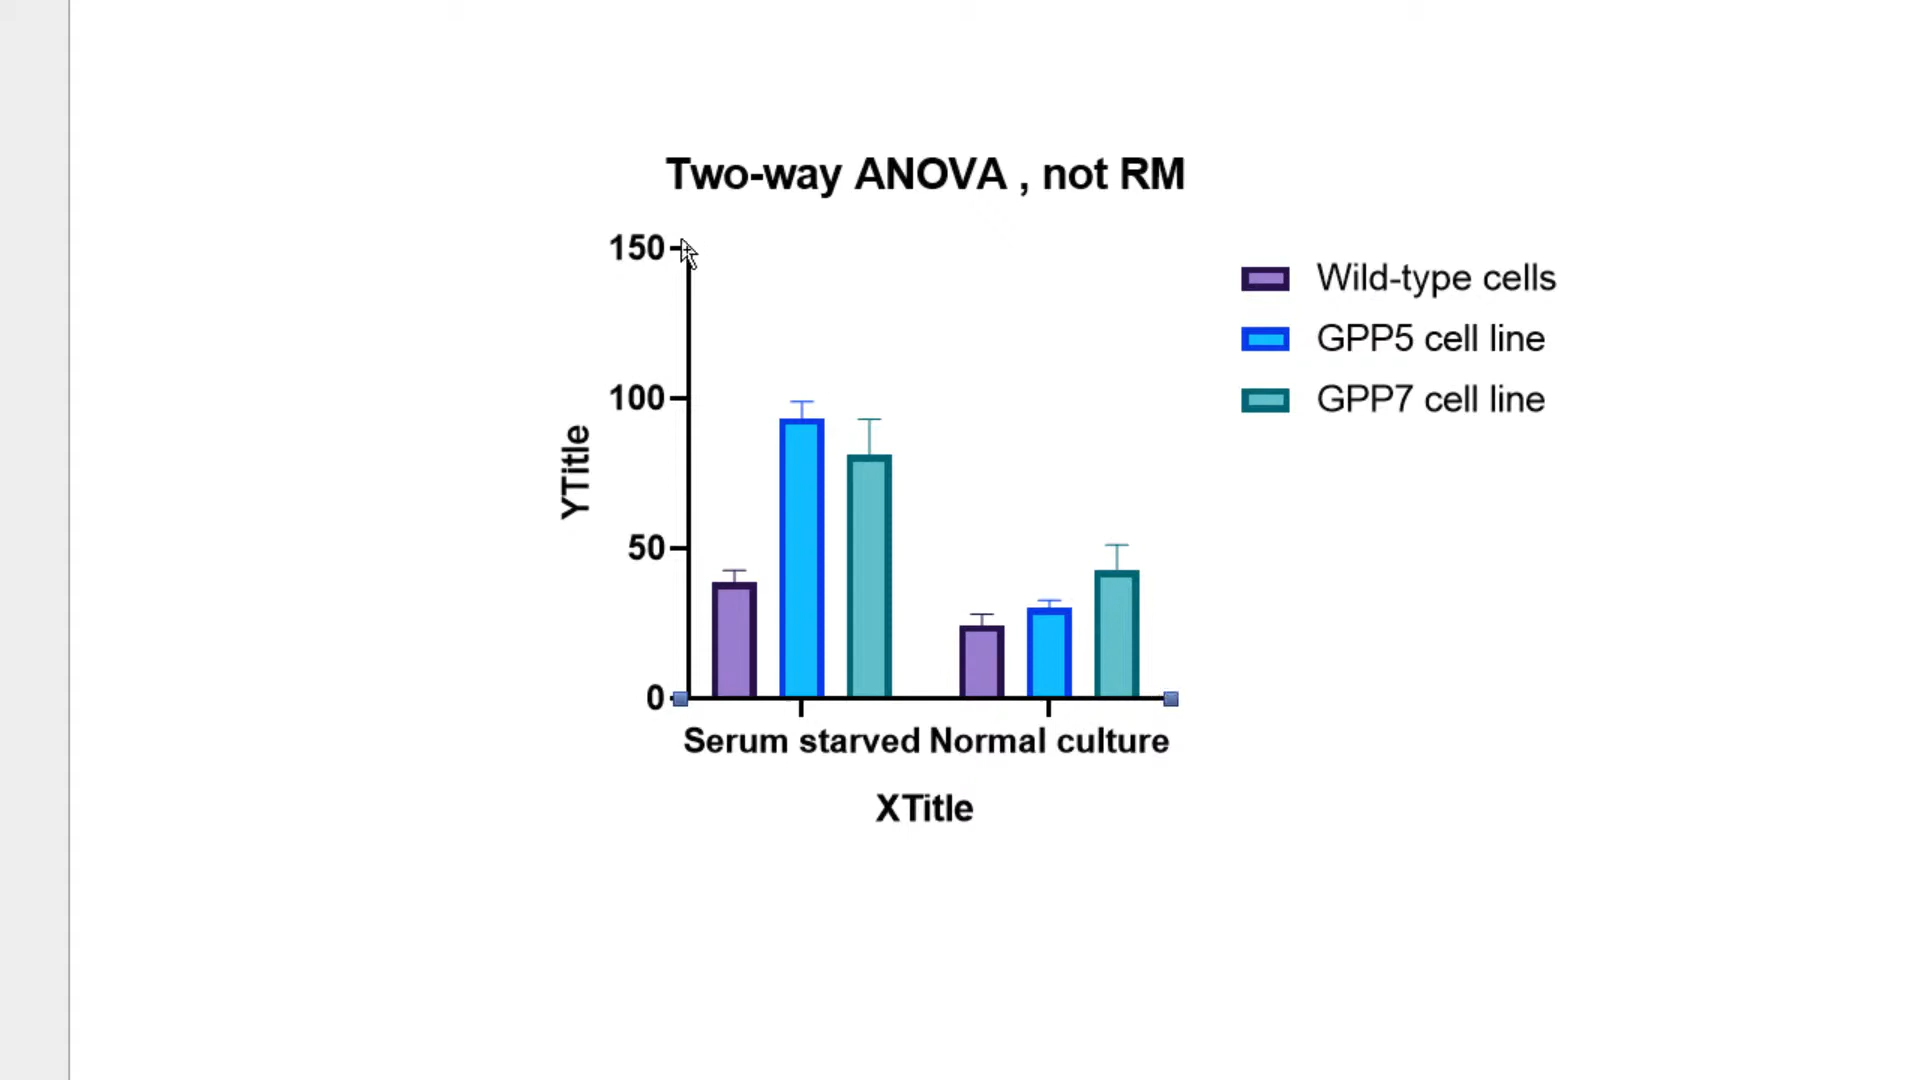 Two-way ANOVA , not RM
150
100
50
0
YTitle
Serum starved Normal culture
XTitle
Wild-type cells
GPP5 cell line
GPP7 cell line